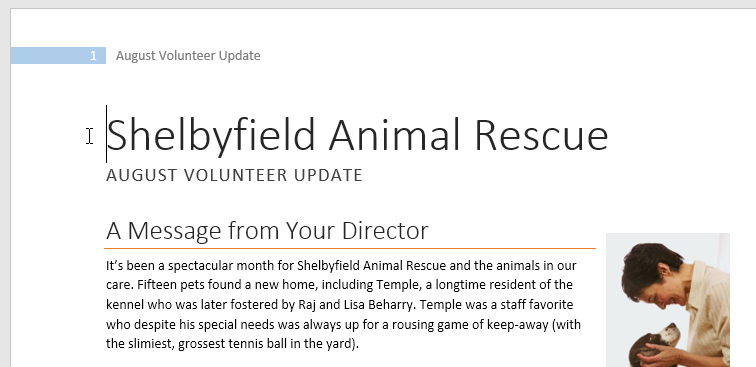 1 August Volunteer Update
Shelbyfield Animal Rescue
AUGUST VOLUNTEER UPDATE
A Message from Your Director
It’s been a spectacular month for Shelbyfield Animal Rescue and the animals in our
care. Fifteen pets found a new home, including Temple, a longtime resident of the
kennel who was later fostered by Raj and Lisa Beharry. Temple was a staff favorite
who despite his special needs was always up for a rousing game of keep-away (with
the slimiest, grossest tennis ball in the yard).